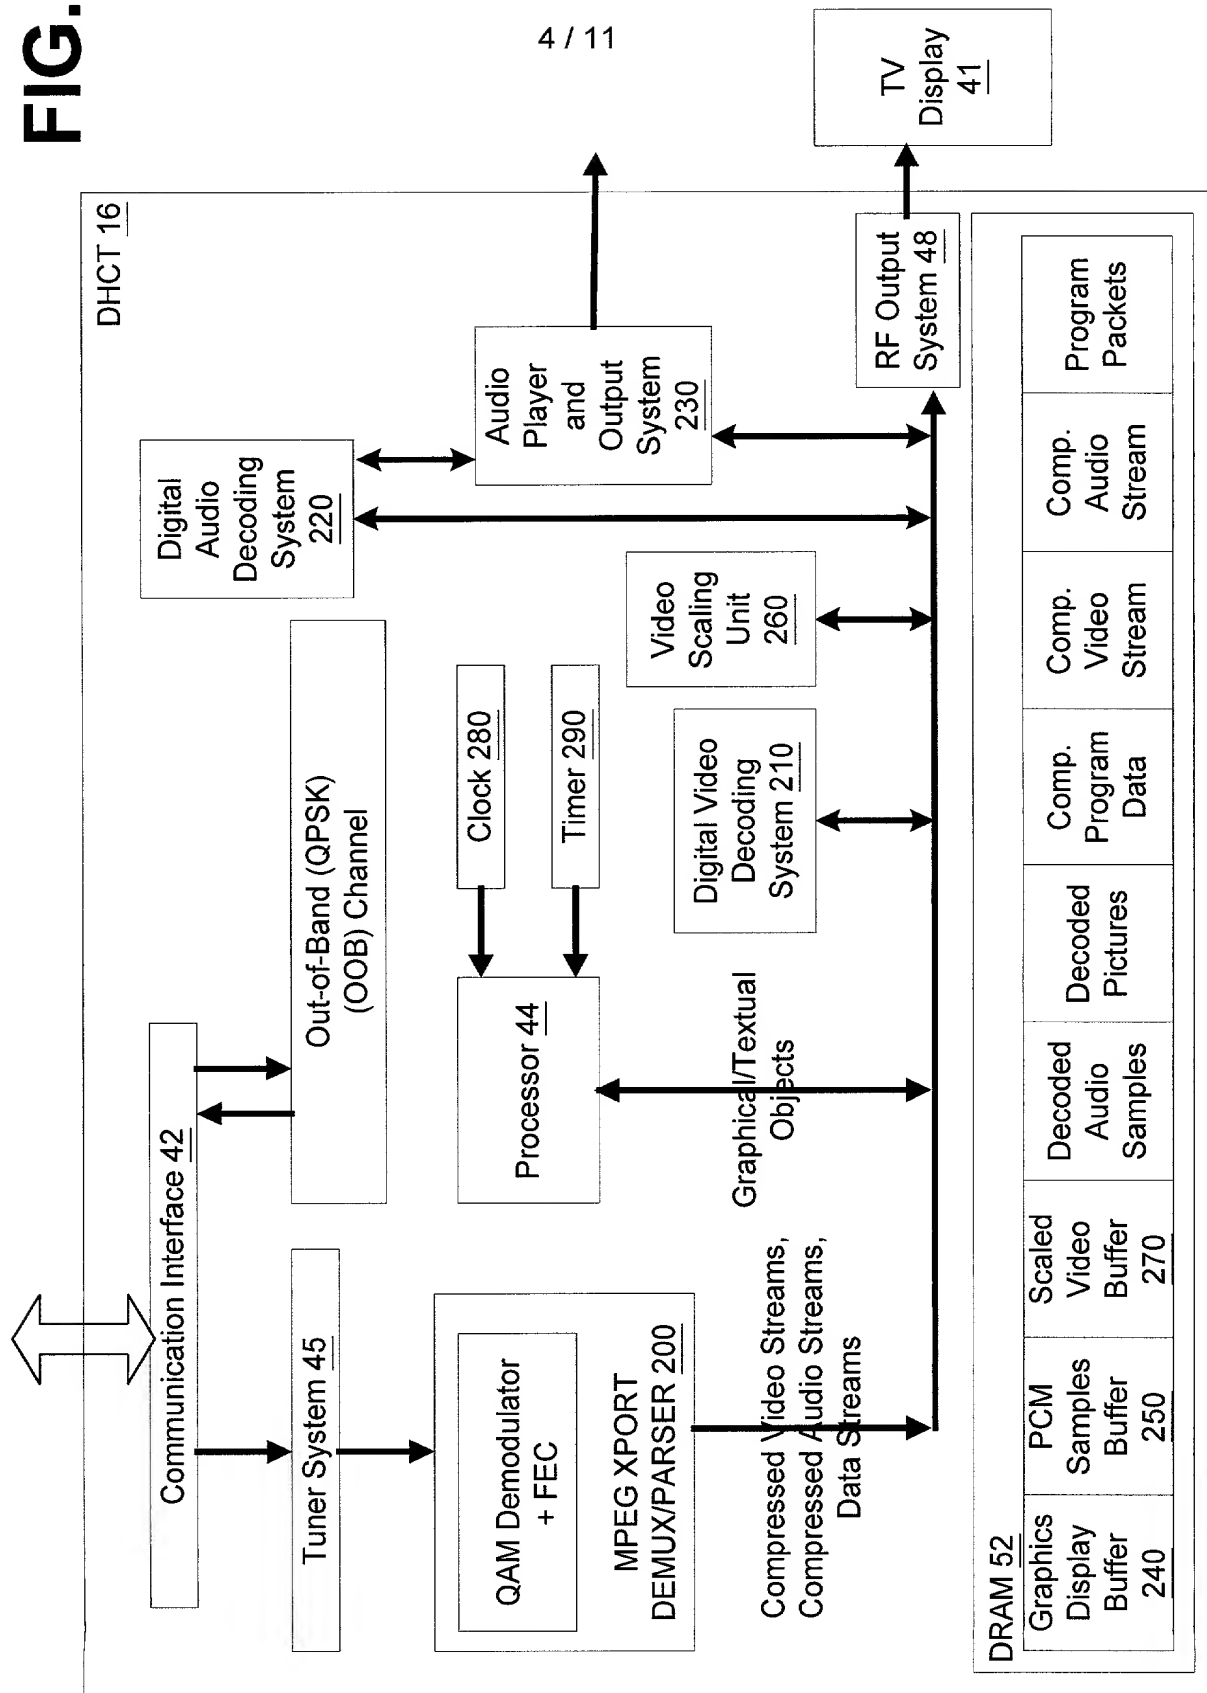 4 / 11
FIG.
DHCT 16
Communication Interface 42
Out-of-Band (QPSK)
(OOB) Channel
Tuner System 45
QAM Demodulator
+ FEC
MPEG XPORT
DEMUX/PARSER 200
Compressed Video Streams,
Compressed Audio Streams,
Data Streams
Processor 44
Clock 280
Timer 290
Graphical/Textual
Objects
Digital
Audio
Decoding
System
220
Audio
Player
and
Output
System
230
Digital Video
Decoding
System 210
Video
Scaling
Unit
260
RF Output
System 48
TV
Display
41
DRAM 52
Graphics
Display
Buffer
240
PCM
Samples
Buffer
250
Scaled
Video
Buffer
270
Decoded
Audio
Samples
Decoded
Pictures
Comp.
Program
Data
Comp.
Video
Stream
Comp.
Audio
Stream
Program
Packets